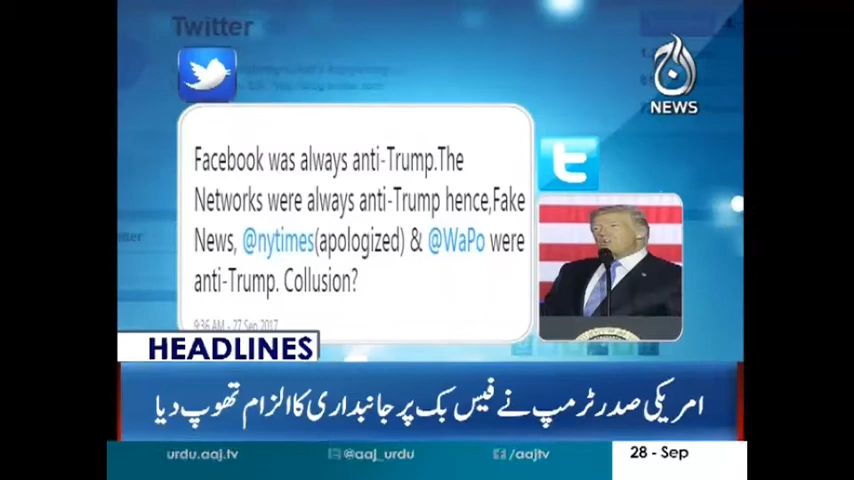 Twitter
آج
NEWS
Facebook was always anti-Trump.The
Networks were always anti-Trump hence,Fake
News, @nytimes(apologized) & @WaPo were
anti-Trump. Collusion?
9:36 AM - 27 Sep 2017
HEADLINES
امریکی صدر ٹرمپ نے فیس بک پر جانبداری کا الزام تھوپ دیا
urdu.aaj.tv
@aaj_urdu
/aajtv
28 - Sep